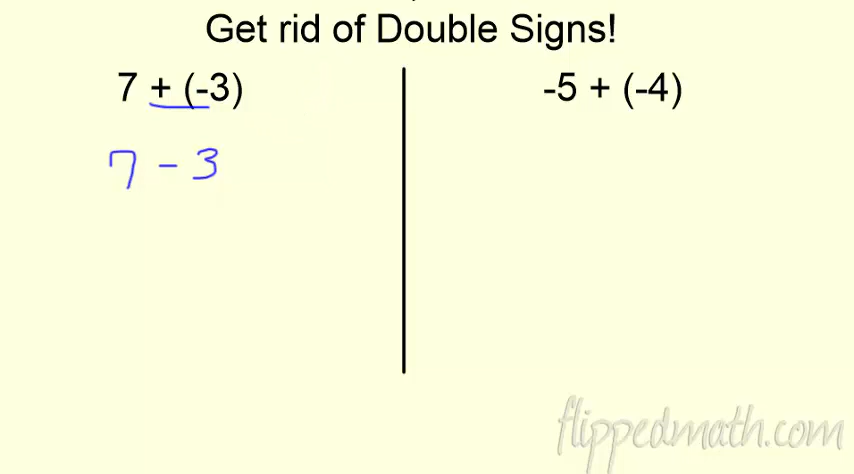 Get rid of Double Signs!
7 + (-3)
7 - 3
-5 + (-4)
flippedmath.com